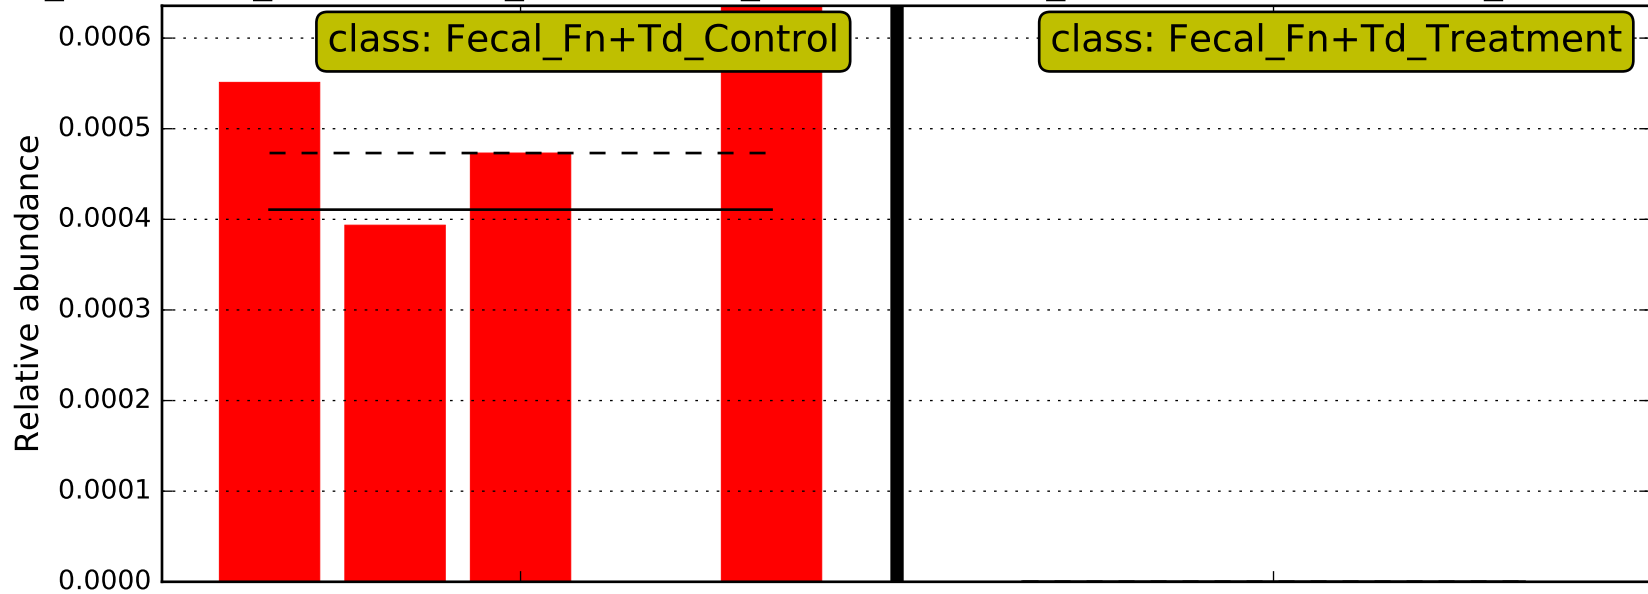 class: Fecal_Fn+Td_Control
class: Fecal_Fn+Td_Treatment
Relative abundance
0.0006
0.0005
0.0004
0.0003
0.0002
0.0001
0.0000